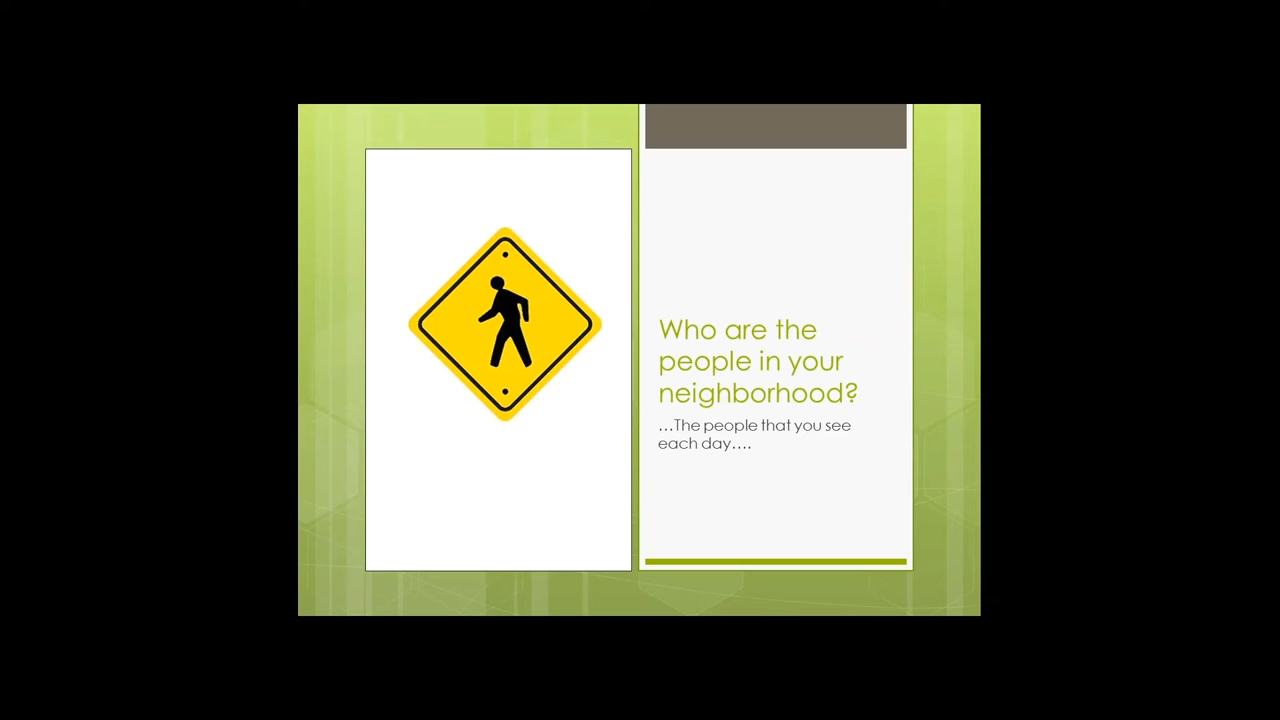 Who are the
people in your
neighborhood?
…The people that you see
each day….